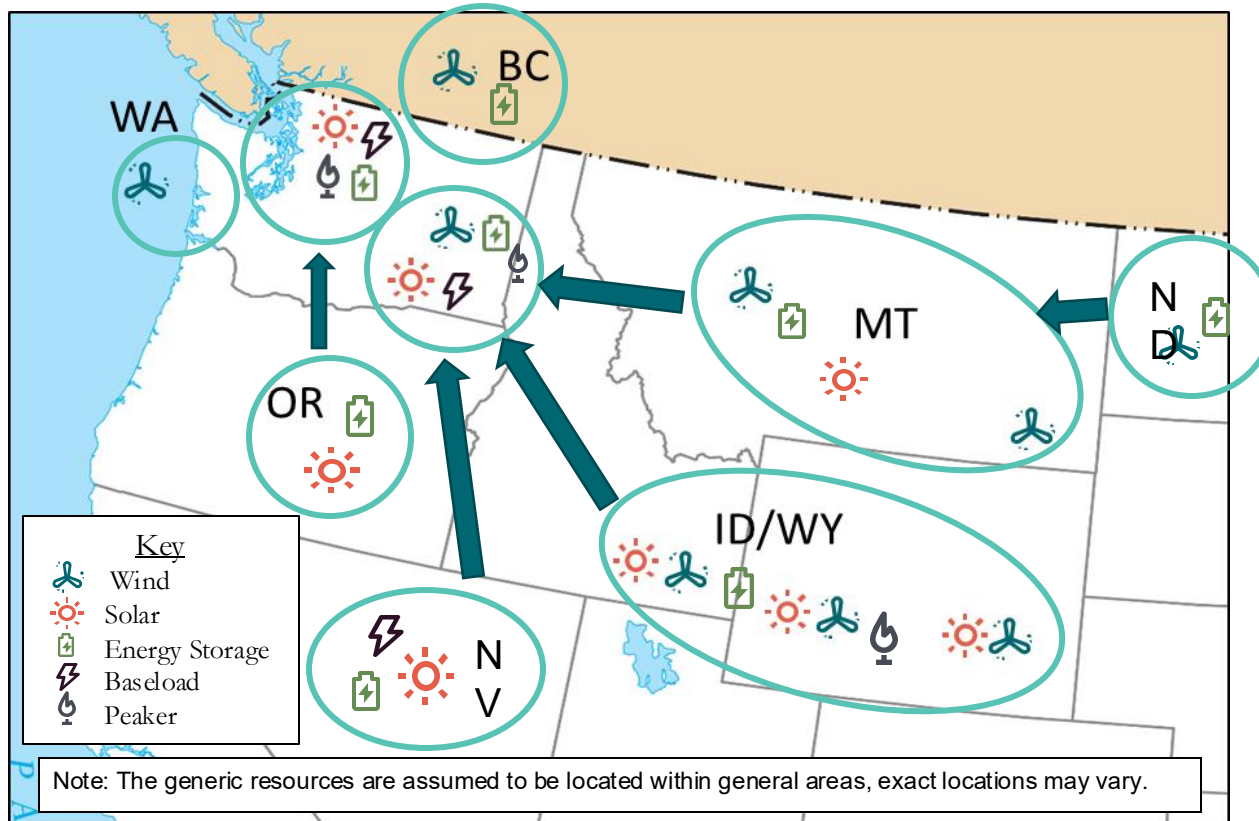 BC
WA
N
D
MT
OR
ID/WY
N
V
Key
Wind
Solar
Energy Storage
Baseload
Peaker
Note: The generic resources are assumed to be located within general areas, exact locations may vary.
P A